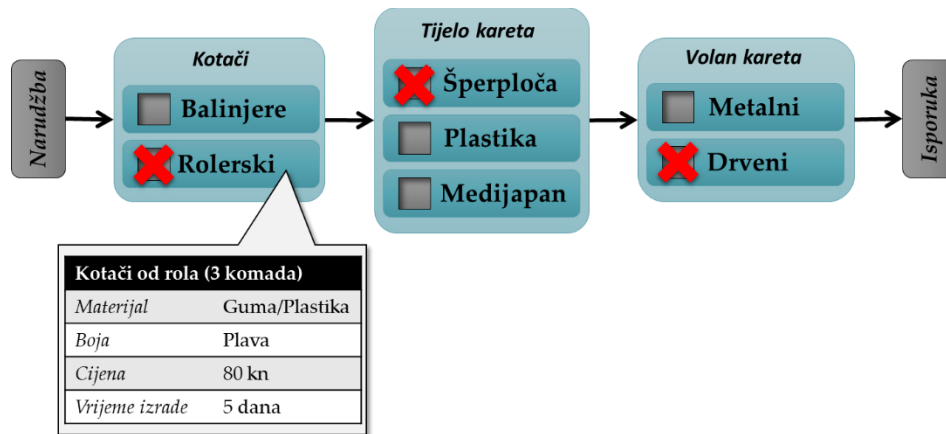 Narudžba
Kotači
Balinjere
Rolerski
Tijelo kareta
Šperploča
Plastika
Medijapan
Volan kareta
Metalni
Drveni
Isporuka
Kotači od rola (3 komada)
Materijal Guma/Plastika
Boja Plava
Cijena 80 kn
Vrijeme izrade 5 dana